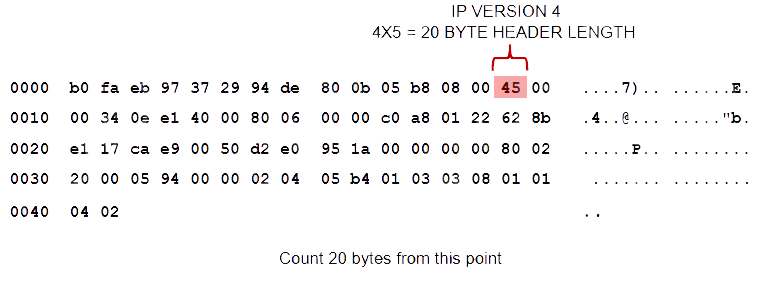 IP VERSION 4
4X5 = 20 BYTE HEADER LENGTH
0000 b0 fa eb 97 37 29 94 de 80 0b 05 b8 08 00 45 00 ....7).. ......E.
0010 00 34 0e e1 40 00 80 06 00 00 c0 a8 01 22 62 8b .4..@... ....."b.
0020 e1 17 ca e9 00 50 d2 e0 95 1a 00 00 00 00 80 02 .....P.. ........
0030 20 00 05 94 00 00 02 04 05 b4 01 03 03 08 01 01 ....... ........
0040 04 02 ..
Count 20 bytes from this point